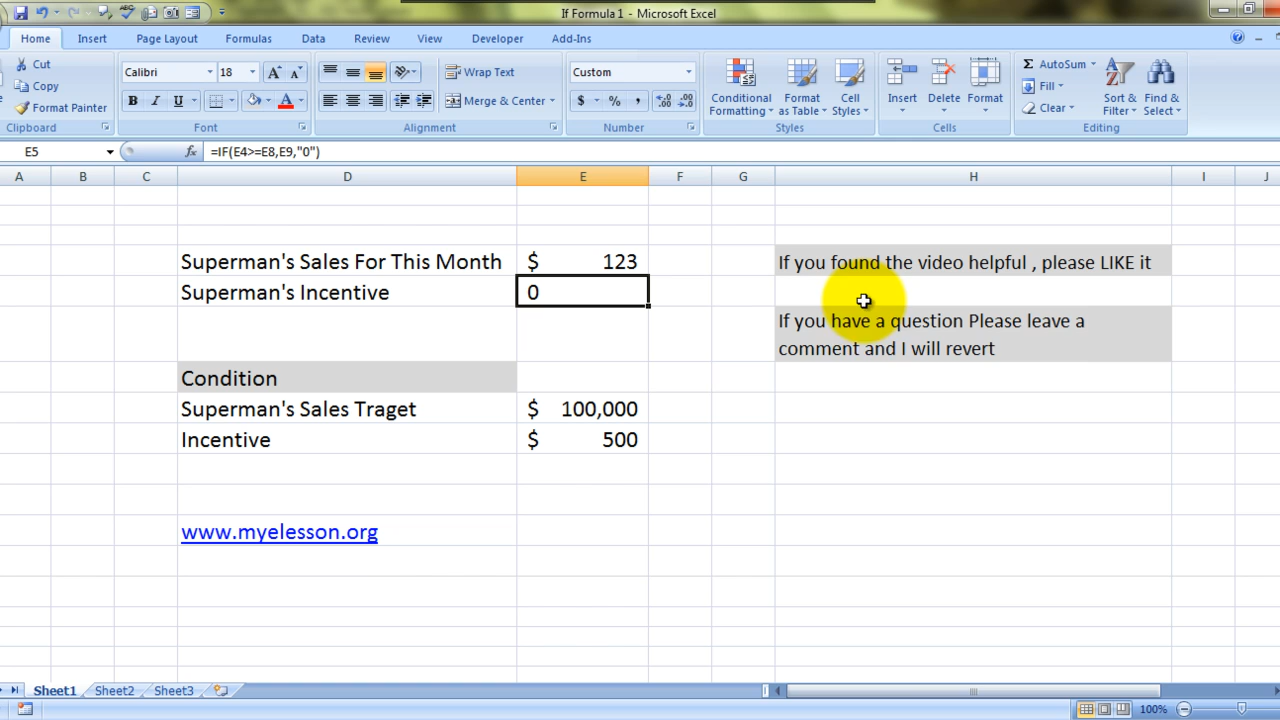 If Formula 1 - Microsoft Excel
Home Insert Page Layout Formulas Data Review View Developer Add-Ins
Cut
Copy
Format Painter
Clipboard
Calibri 18
B I U
Font
Wrap Text
Merge & Center
Alignment
Custom
$ % ,
Number
Conditional Formatting
Format as Table
Cell Styles
Styles
Insert Delete Format
Cells
AutoSum
Fill
Clear
Sort & Filter
Find & Select
Editing
E5 fx =IF(E4>=E8,E9,"0")
A B C D E F G H I J
Superman's Sales For This Month $ 123 If you found the video helpful , please LIKE it
Superman's Incentive 0
If you have a question Please leave a
comment and I will revert
Condition
Superman's Sales Traget $ 100,000
Incentive $ 500
www.myelesson.org
Sheet1 Sheet2 Sheet3
100%